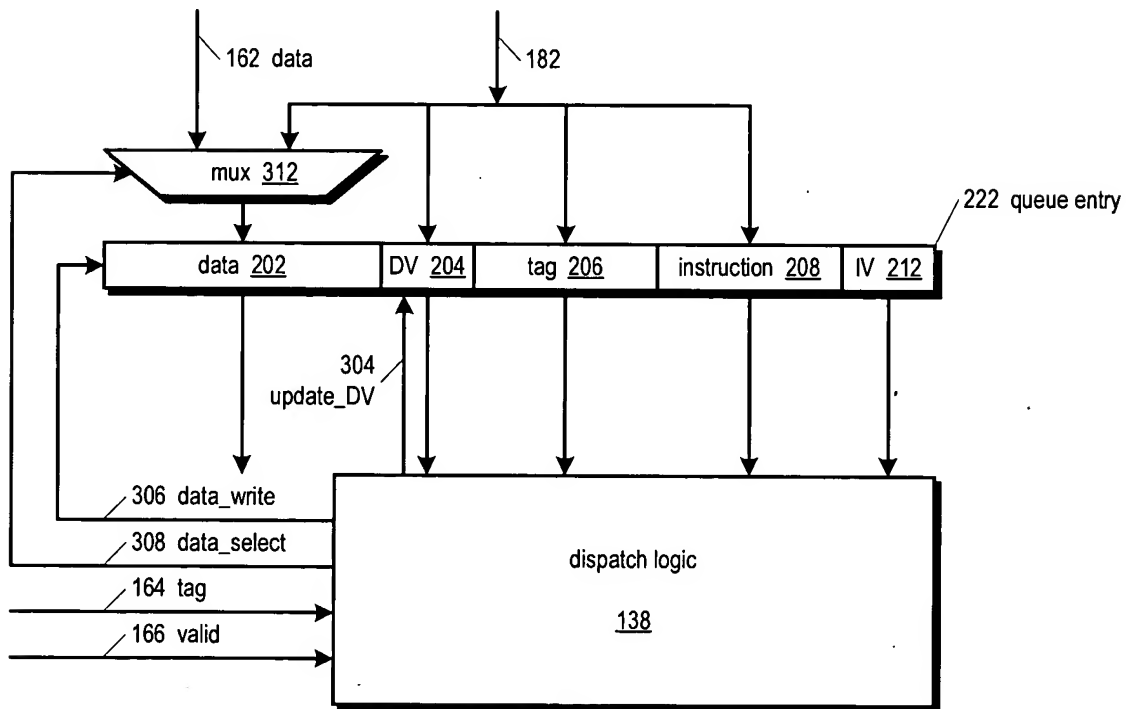 162 data
182
mux 312
222 queue entry
data 202
DV 204
tag 206
instruction 208
IV 212
304
update_DV
306 data_write
308 data_select
164 tag
166 valid
dispatch logic
138